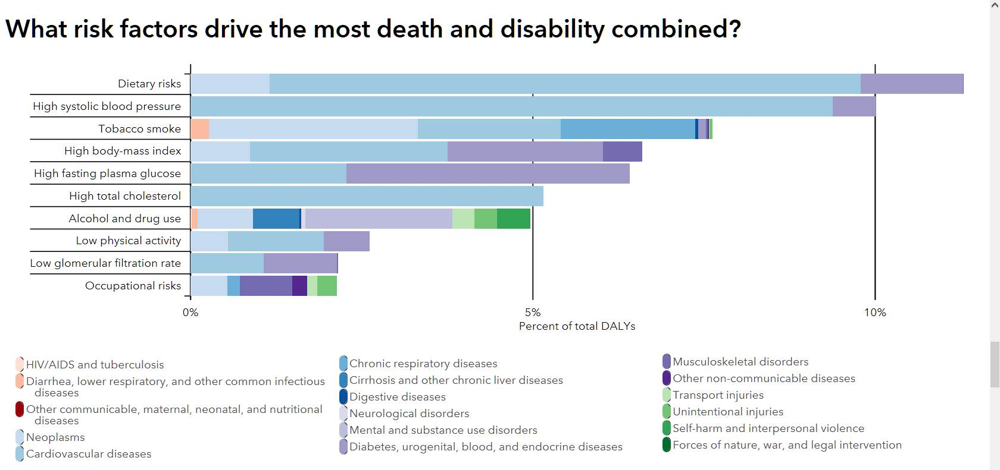 What risk factors drive the most death and disability combined?
Dietary risks
High systolic blood pressure
Tobacco smoke
High body-mass index
High fasting plasma glucose
High total cholesterol
Alcohol and drug use
Low physical activity
Low glomerular filtration rate
Occupational risks
0%
5%
10%
Percent of total DALYs
HIV/AIDS and tuberculosis
Diarrhea, lower respiratory, and other common infectious
diseases
Other communicable, maternal, neonatal, and nutritional
diseases
Neoplasms
Cardiovascular diseases
Chronic respiratory diseases
Cirrhosis and other chronic liver diseases
Digestive diseases
Neurological disorders
Mental and substance use disorders
Diabetes, urogenital, blood, and endocrine diseases
Musculoskeletal disorders
Other non-communicable diseases
Transport injuries
Unintentional injuries
Self-harm and interpersonal violence
Forces of nature, war, and legal intervention